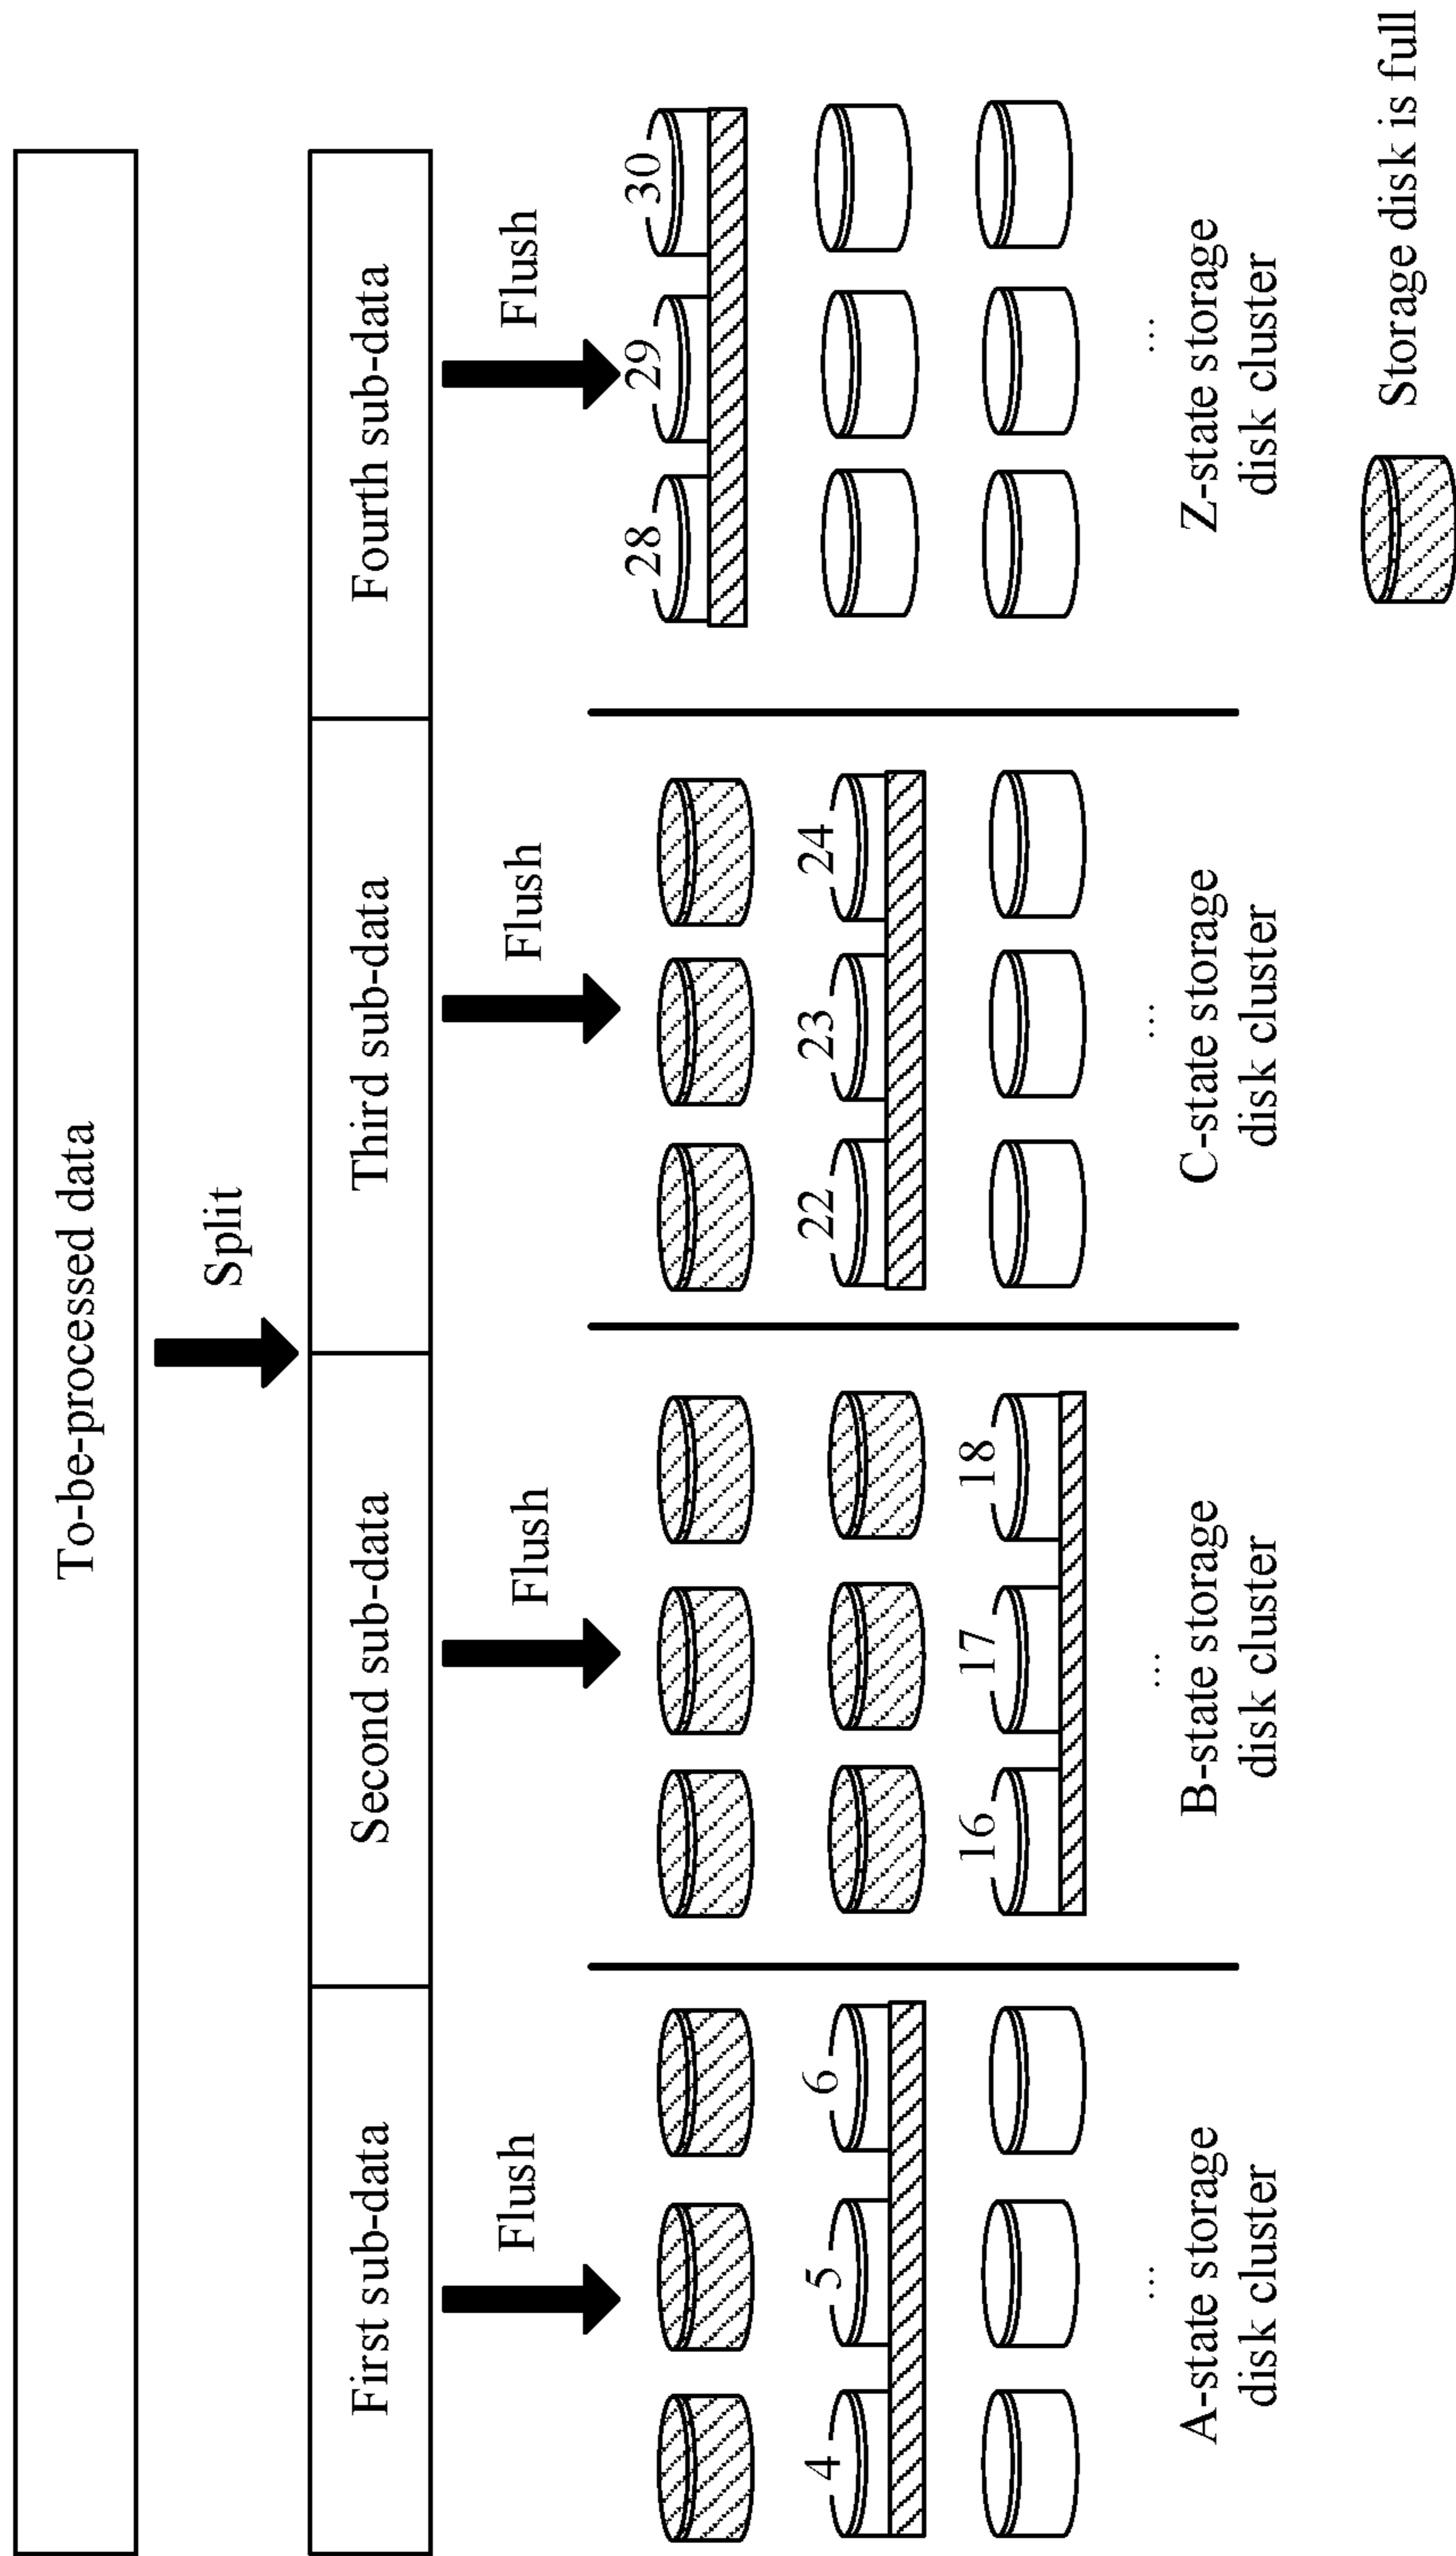 To-be-processed data
Split
First sub-data
Second sub-data
Third sub-data
Fourth sub-data
Flush
Flush
Flush
Flush
28
29
30
4
5
6
22
23
24
16
17
18
...
...
...
...
A-state storage
disk cluster
B-state storage
disk cluster
C-state storage
disk cluster
Z-state storage
disk cluster
Storage disk is full